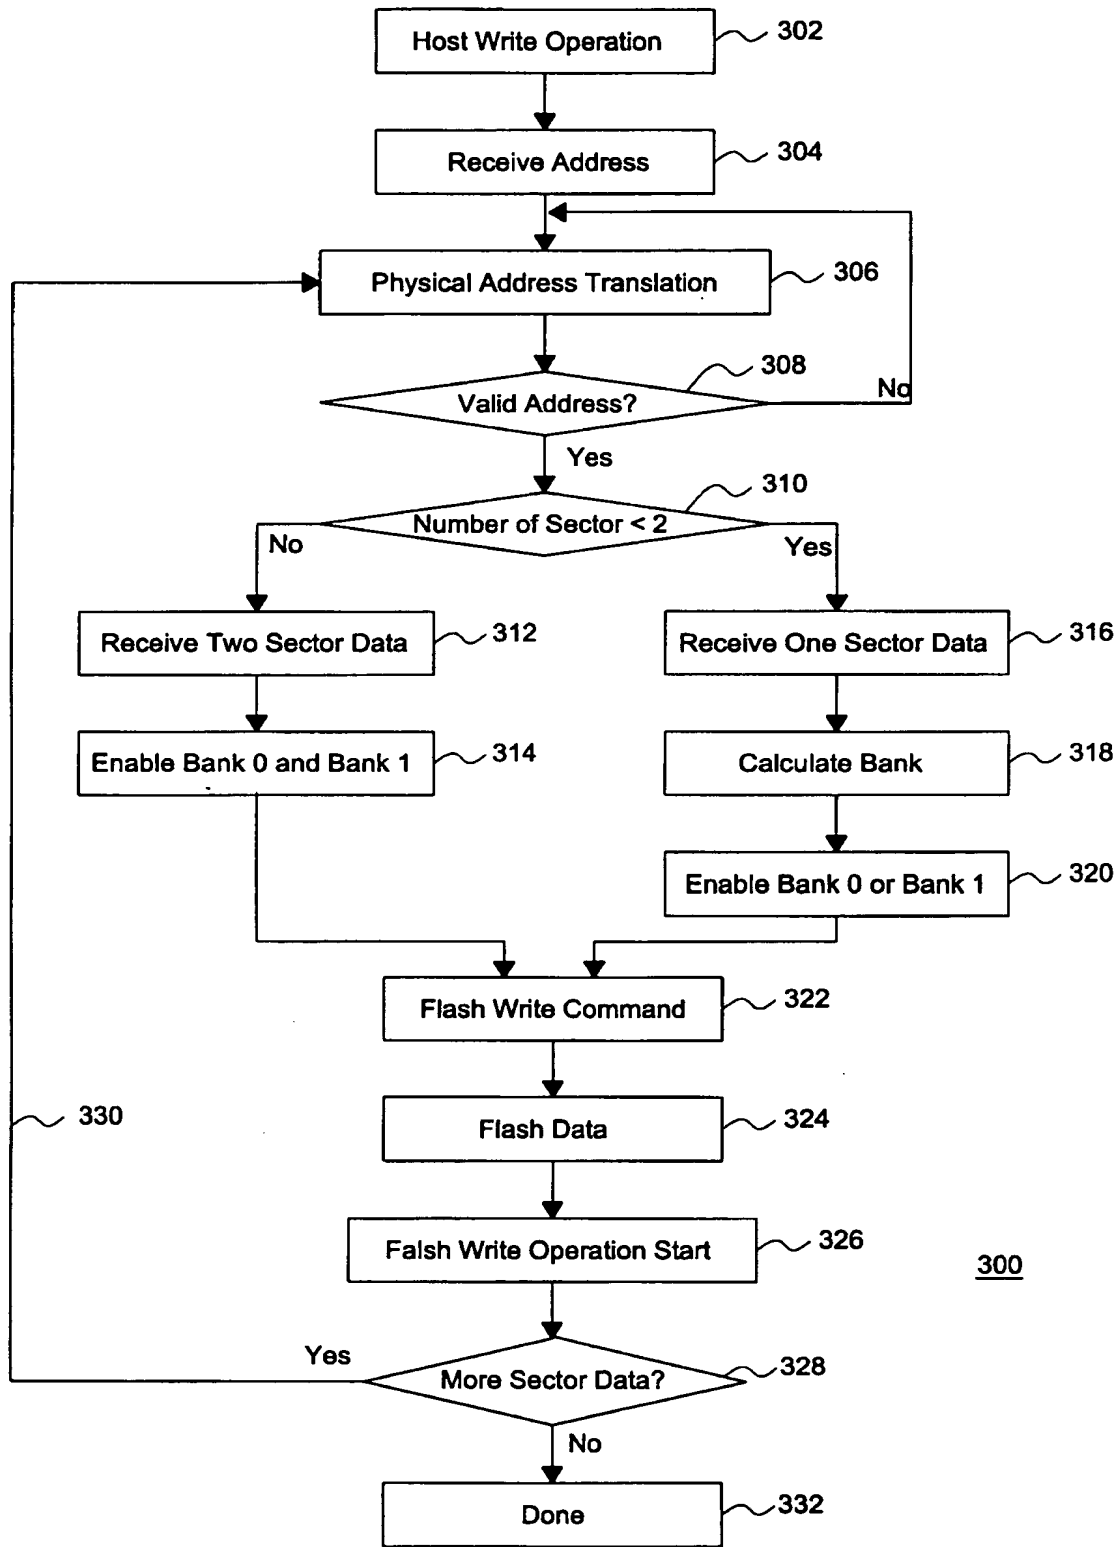 Host Write Operation
302
Receive Address
304
Physical Address Translation
306
308
Valid Address?
No
Yes
310
Number of Sector < 2
No
Yes
Receive Two Sector Data
312
Receive One Sector Data
316
Enable Bank 0 and Bank 1
314
Calculate Bank
318
Enable Bank 0 or Bank 1
320
Flash Write Command
322
330
Flash Data
324
Falsh Write Operation Start
326
300
Yes
More Sector Data?
328
No
Done
332